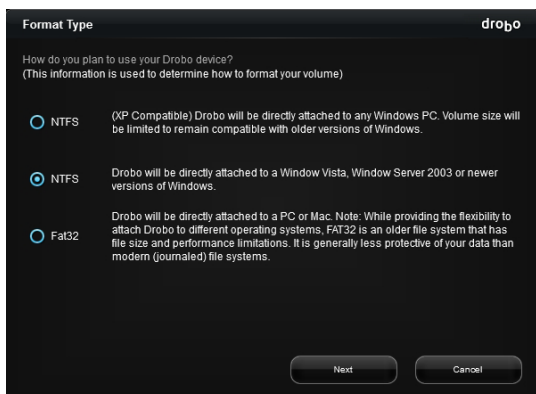 Format Type
drobo
How do you plan to use your Drobo device?
(This information is used to determine how to format your volume)
NTFS
(XP Compatible) Drobo will be directly attached to any Windows PC. Volume size will
be limited to remain compatible with older versions of Windows.
NTFS
Drobo will be directly attached to a Window Vista, Window Server 2003 or newer
versions of Windows.
Fat32
Drobo will be directly attached to a PC or Mac. Note: While providing the flexibility to
attach Drobo to different operating systems, FAT32 is an older file system that has
file size and performance limitations. It is generally less protective of your data than
modern (journaled) file systems.
Next
Cancel